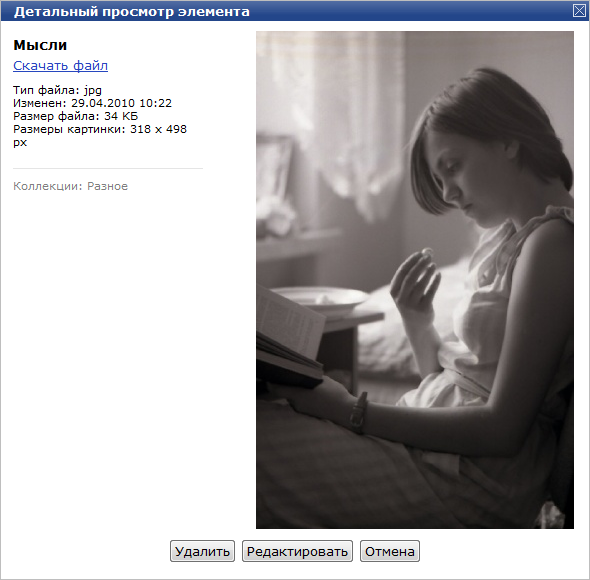 Детальный просмотр элемента
Мысли
Скачать файл
Тип файла: jpg
Изменен: 29.04.2010 10:22
Размер файла: 34 КБ
Размеры картинки: 318 x 498
px
Коллекции: Разное
Удалить Редактировать Отмена